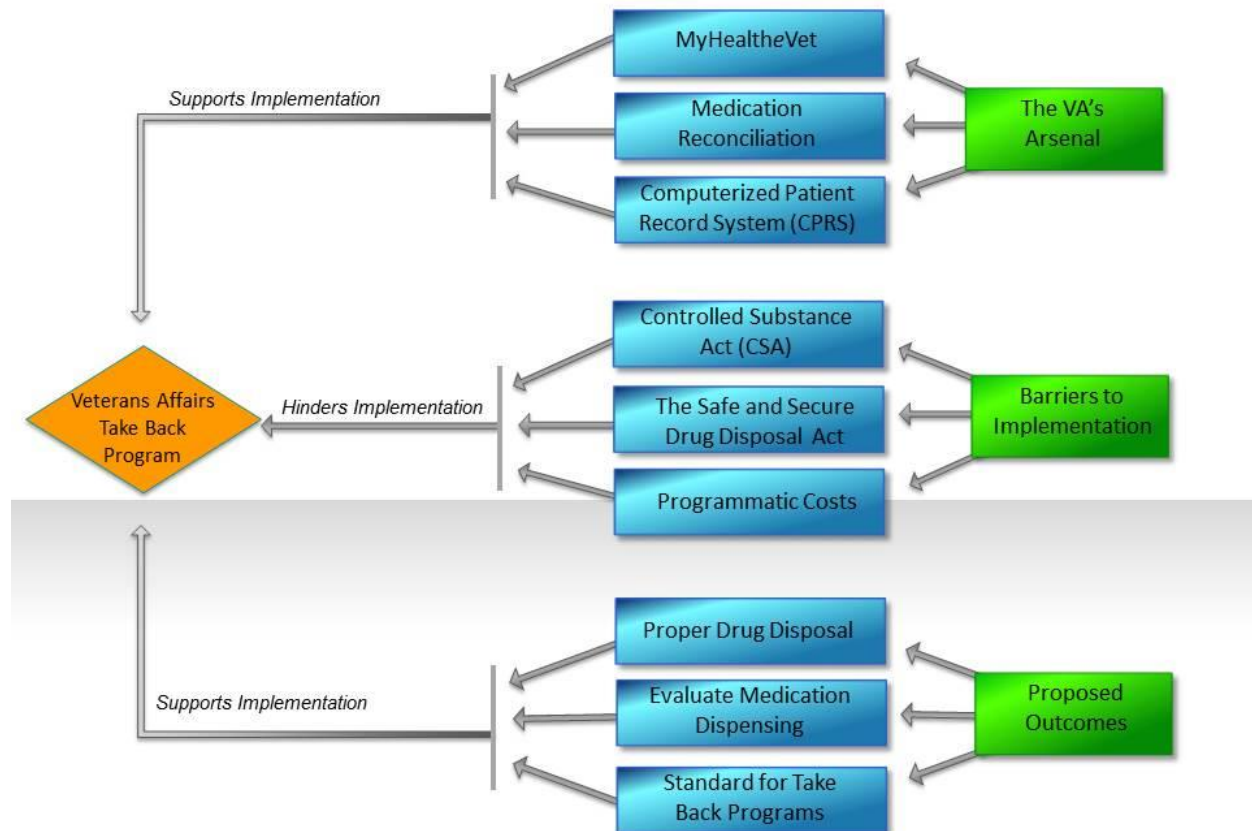 MyHealtheVet
Supports Implementation
Medication
Reconciliation
The VA's
Arsenal
Computerized Patient
Record System (CPRS)
Controlled Substance
Act (CSA)
Veterans Affairs
Take Back
Program
Hinders Implementation
The Safe and Secure
Drug Disposal Act
Barriers to
Implementation
Programmatic Costs
Proper Drug Disposal
Supports Implementation
Evaluate Medication
Dispensing
Proposed
Outcomes
Standard for Take
Back Programs